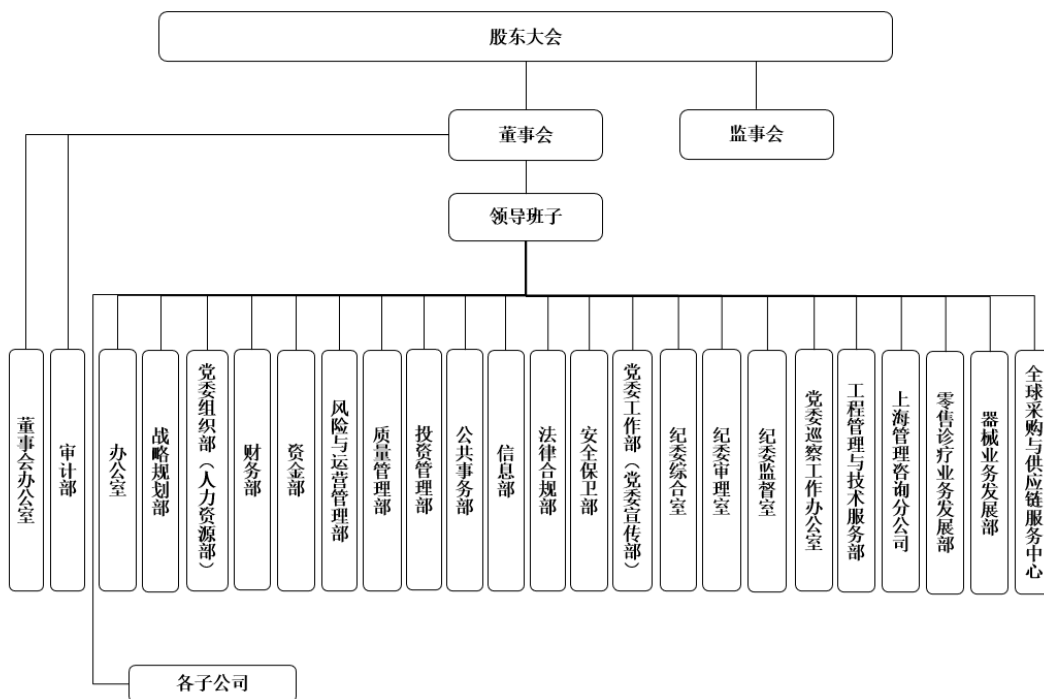 股东大会
董事会
监事会
领导班子
董事会办公室
审计部
办公室
战略规划部
党委组织部（人力资源部）
财务部
资金部
风险与运营管理部
质量管理部
投资管理部
公共事务部
信息部
法律合规部
安全保卫部
党委工作部（党委宣传部）
纪委综合室
纪委审理室
纪委监督室
党委巡察工作办公室
工程管理与技术服务部
上海管理咨询分公司
零售诊疗业务发展部
器械业务发展部
全球采购与供应链服务中心
各子公司